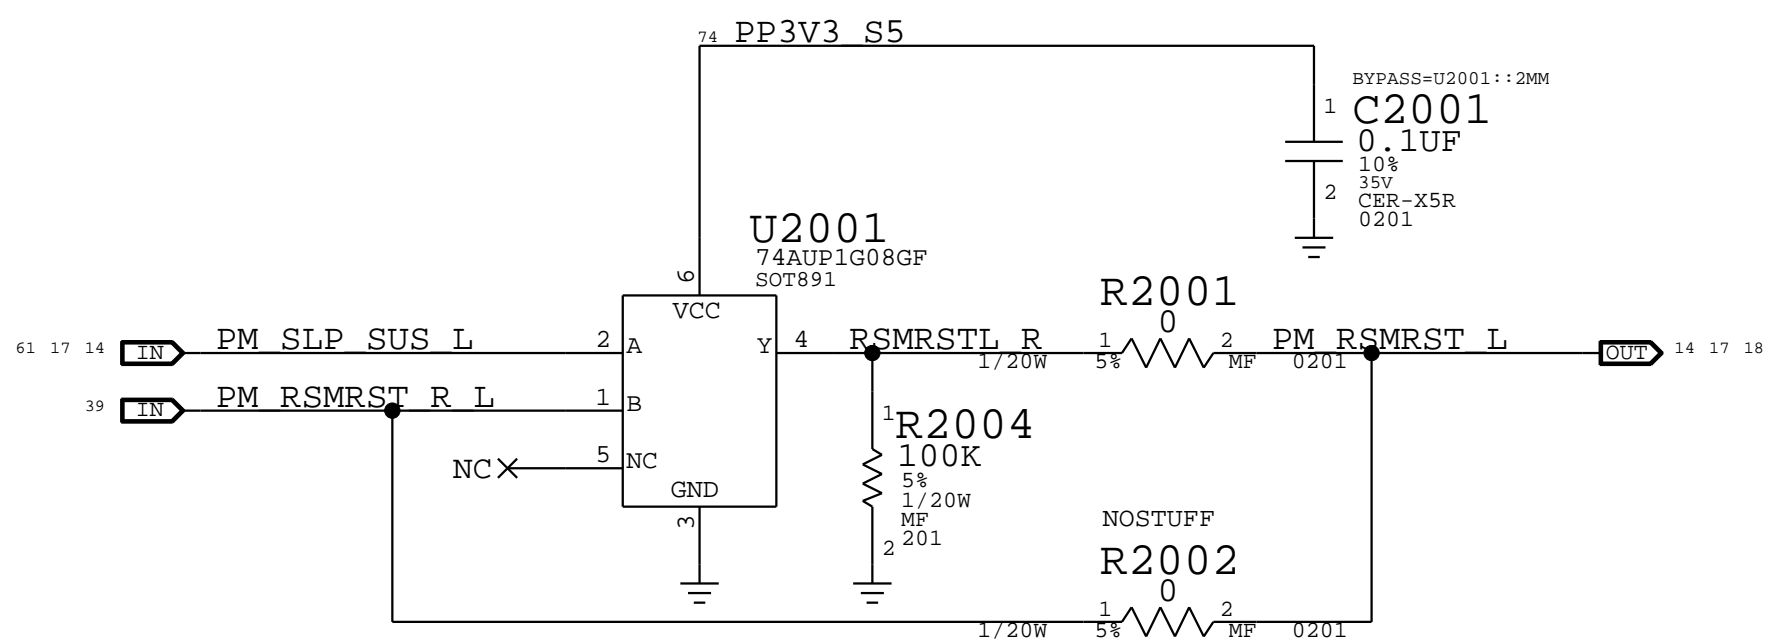 74 PP3V3_S5
BYPASS=U2001::2MM
1 C2001
0.1UF
10%
35V
2
CER-X5R
0201
U2001
74AUP1G08GF
SOT891
6
VCC
R2001
0
61 17 14 IN PM_SLP_SUS_L 2 A Y 4 RSMRSTL_R 1 2 PM_RSMRST_L OUT 14 17 18
1/20W 5% MF 0201
39 IN PM_RSMRST_R_L 1 B
1 R2004
100K
5%
1/20W
MF
201
2
NC 5 NC
GND
3
NOSTUFF
R2002
0
1 2
1/20W 5% MF 0201